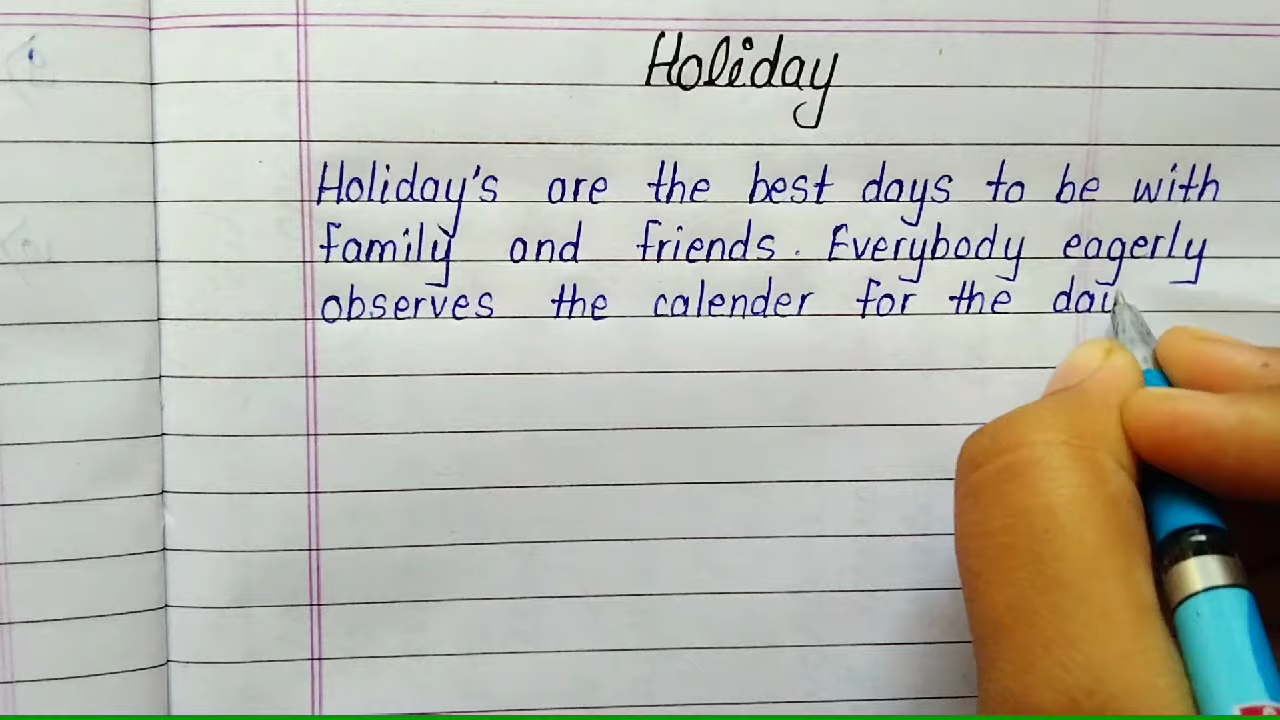 Holiday
Holiday's are the best days to be with
family and friends. Everybody eagerly
observes the calender for the day